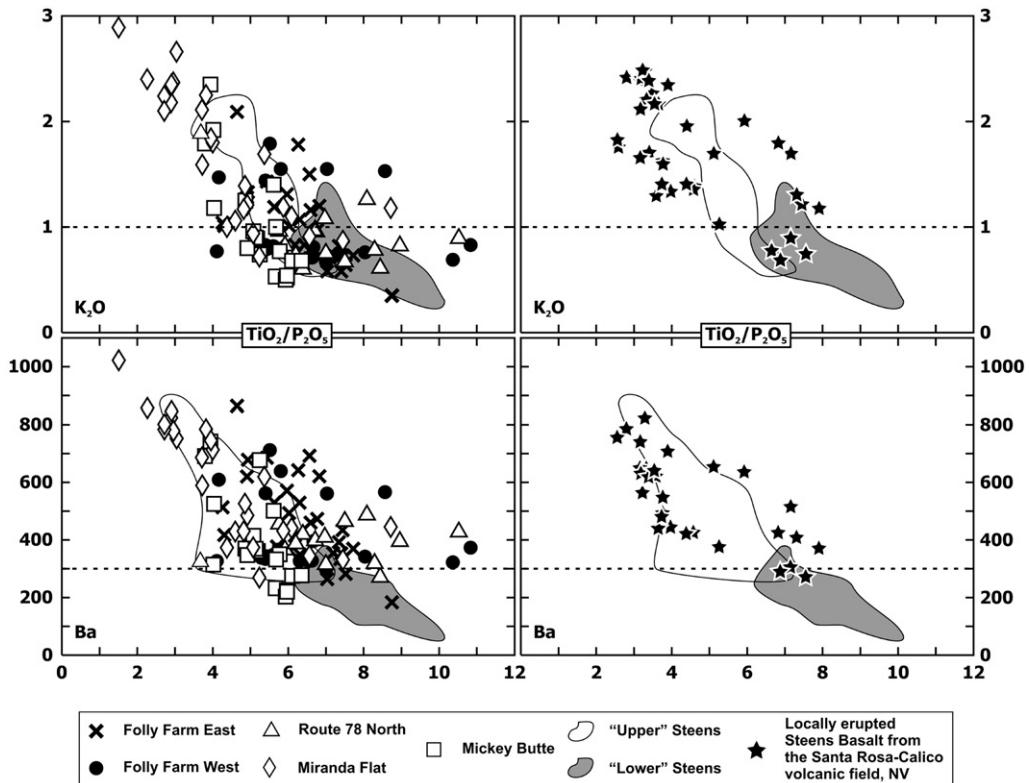 3
3
2
2
1
1
K₂O
K₂O
0
TiO₂/P₂O₅
TiO₂/P₂O₅
0
1000
1000
800
800
600
600
400
400
200
200
Ba
Ba
0
0
0 2 4 6 8 10 12 2 4 6 8 10 12
Folly Farm East
Route 78 North
Mickey Butte
"Upper" Steens
Locally erupted
Steens Basalt from
the Santa Rosa-Calico
volcanic field, NV
Folly Farm West
Miranda Flat
"Lower" Steens